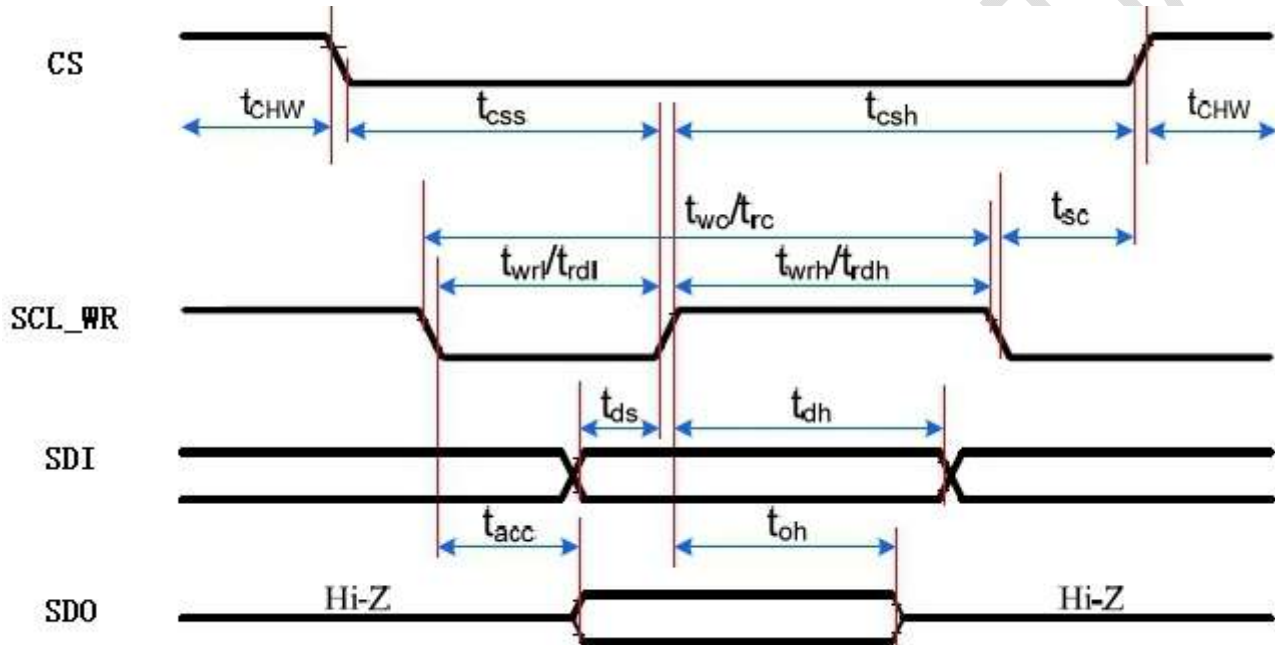 CS
tCHW
tcss
tcsh
tCHW
twc/trc
tsc
twrl/trdl
twrh/trdh
SCL_WR
tds
tdh
SDI
tacc
toh
Hi-Z
Hi-Z
SDO